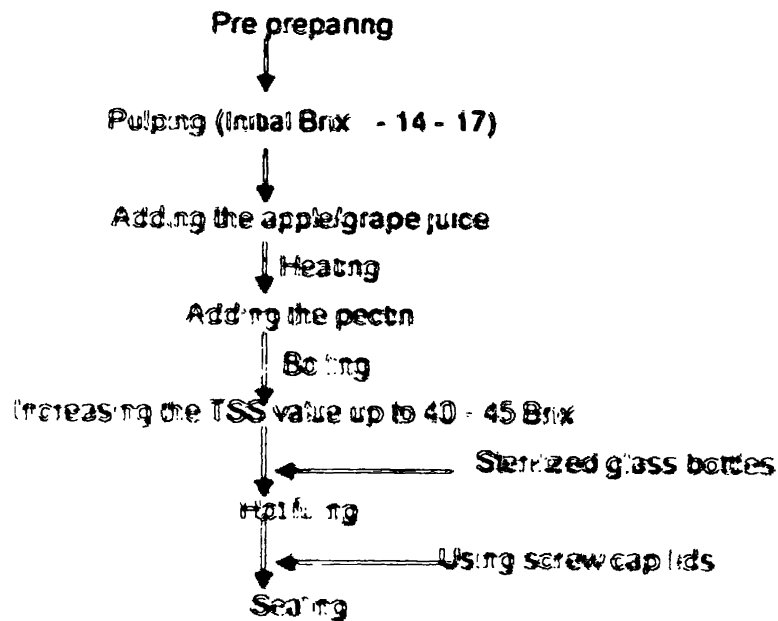 Pre preparing
Pulping (Initial Brix - 14 - 17)
Adding the apple/grape juice
Heating
Adding the pectin
Boiling
Increasing the TSS value up to 40 - 45 Brix
Sterilized glass bottles
Hot filling
Using screw cap lids
Sealing